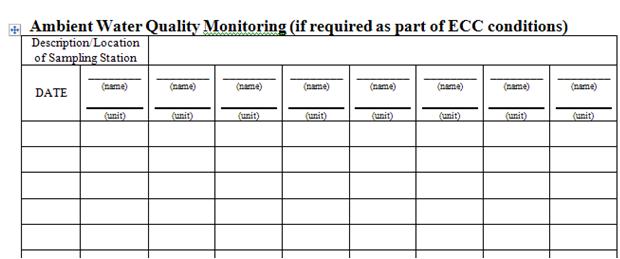 Ambient Water Quality Monitoring (if required as part of ECC conditions)
Description/Location
of Sampling Station
DATE
(name) (name) (name) (name) (name) (name) (name) (name)
(unit) (unit) (unit) (unit) (unit) (unit) (unit) (unit)